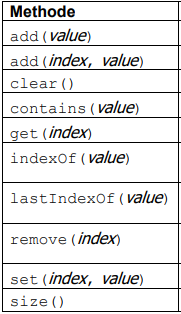 Methode
add(value)
add(index, value)
clear()
contains(value)
get(index)
indexOf(value)
lastIndexOf(value)
remove(index)
set(index, value)
size()